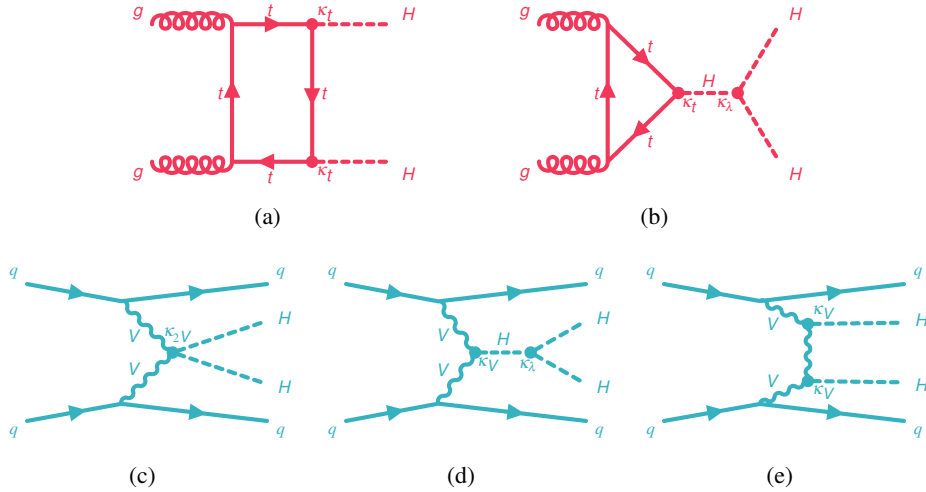 g t κt H
t t
g t κt H
(a)
g t H H
t κt κλ
g t H
(b)
q q
V κ2V H
V H
q q
(c)
q q
V H H
V κV κλ H
q q
(d)
q q
V κV H
V κV H
q q
(e)